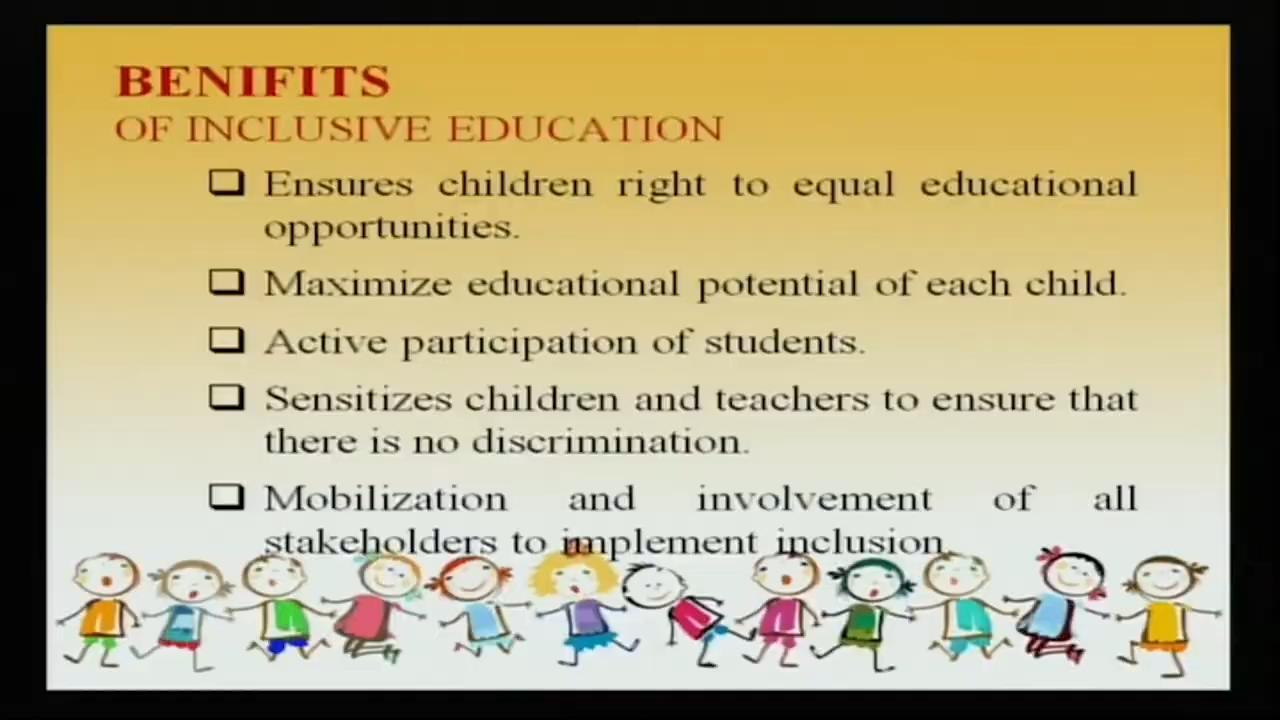 BENIFITS
OF INCLUSIVE EDUCATION
Ensures children right to equal educational
opportunities.
Maximize educational potential of each child.
Active participation of students.
Sensitizes children and teachers to ensure that
there is no discrimination.
Mobilization and involvement of all
stakeholders to implement inclusion